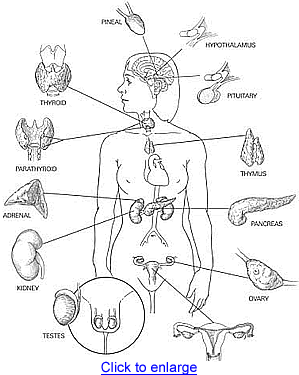 PINEAL
HYPOTHALAMUS
PITUITARY
THYROID
PARATHYROID
THYMUS
ADRENAL
PANCREAS
KIDNEY
OVARY
TESTES
Click to enlarge